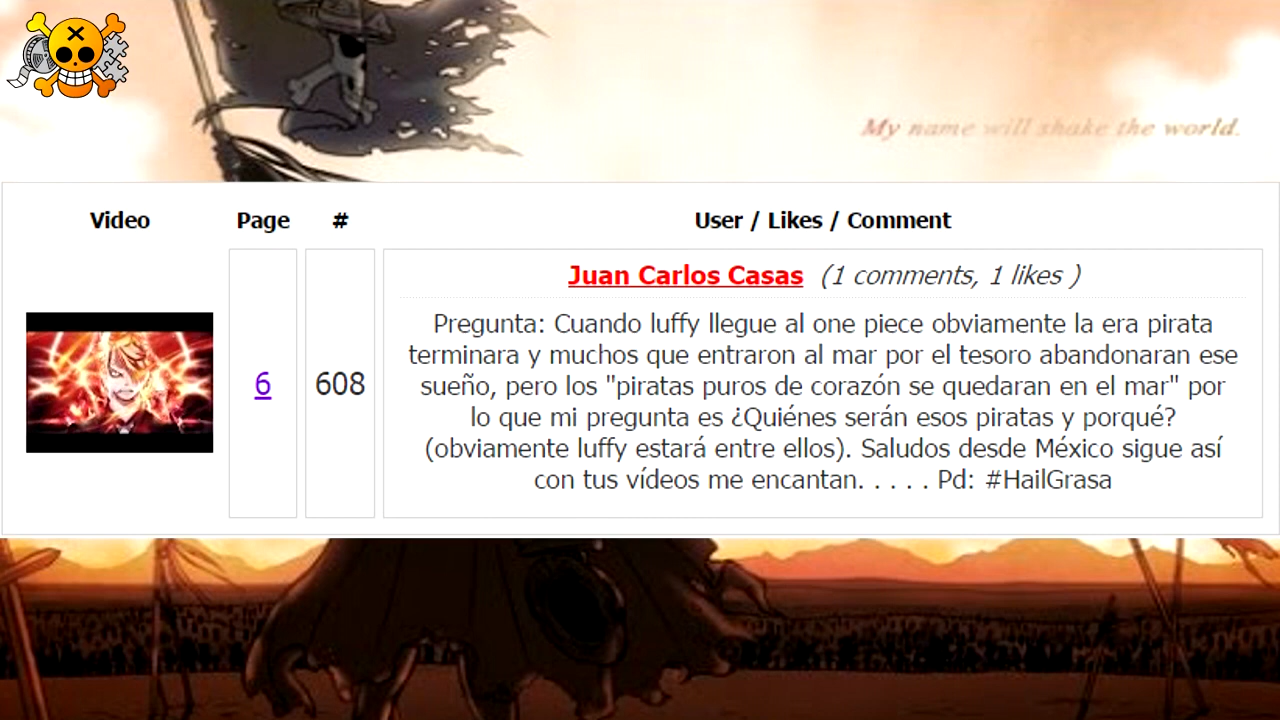 My name will shake the world.
Video Page # User / Likes / Comment
Juan Carlos Casas (1 comments, 1 likes )
6 608
Pregunta: Cuando luffy llegue al one piece obviamente la era pirata
terminara y muchos que entraron al mar por el tesoro abandonaran ese
sueño, pero los "piratas puros de corazón se quedaran en el mar" por
lo que mi pregunta es ¿Quiénes serán esos piratas y porqué?
(obviamente luffy estará entre ellos). Saludos desde México sigue así
con tus vídeos me encantan. . . . . Pd: #HailGrasa